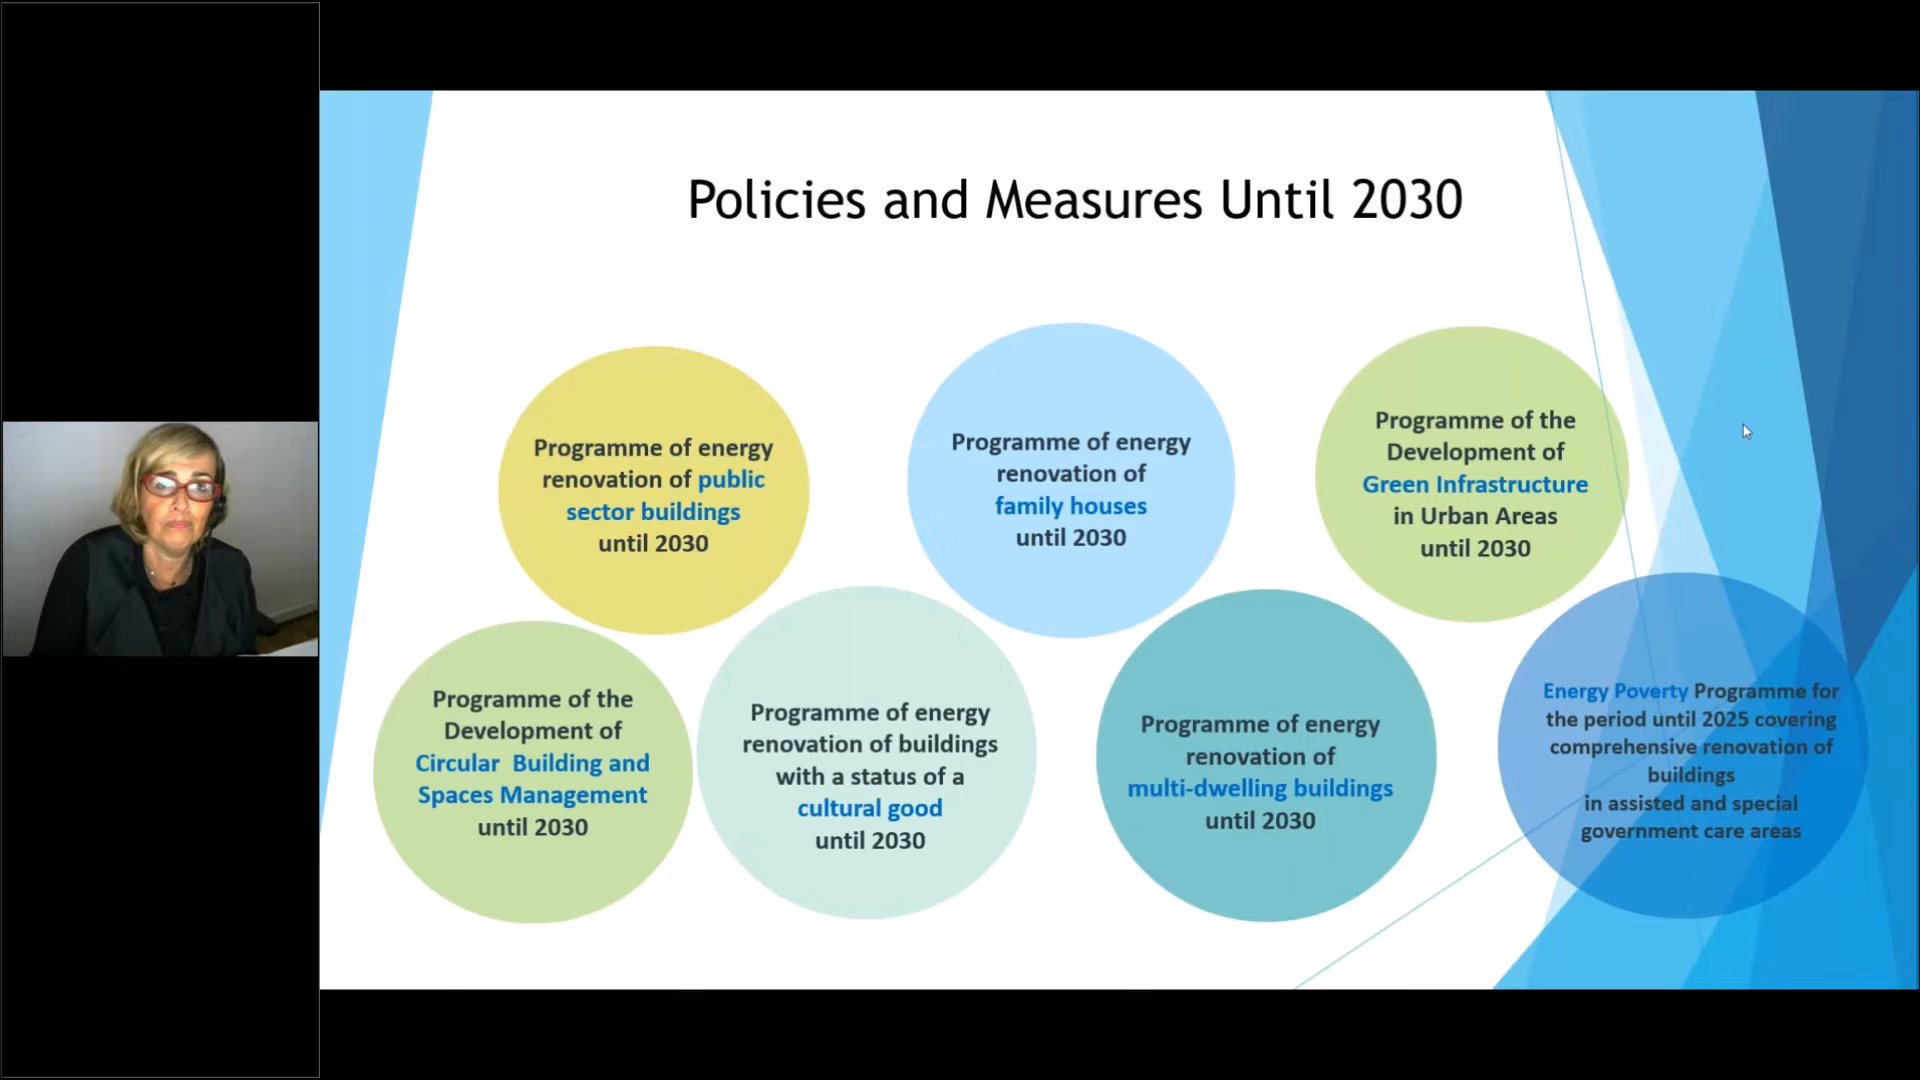 Policies and Measures Until 2030
Programme of energy
renovation of public
sector buildings
until 2030
Programme of energy
renovation of
family houses
until 2030
Programme of the
Development of
Green Infrastructure
in Urban Areas
until 2030
Programme of the
Development of
Circular Building and
Spaces Management
until 2030
Programme of energy
renovation of buildings
with a status of a
cultural good
until 2030
Programme of energy
renovation of
multi-dwelling buildings
until 2030
Energy Poverty Programme for
the period until 2025 covering
comprehensive renovation of
buildings
in assisted and special
government care areas